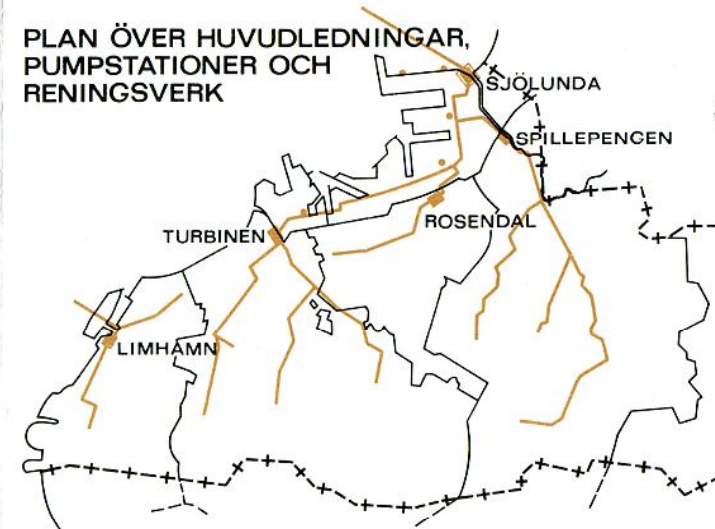 PLAN ÖVER HUVUDLEDNINGAR,
PUMPSTATIONER OCH
RENINGSVERK
SJÖLUNDA
SPILLEPENGEN
ROSENDAL
TURBINEN
LIMHAMN